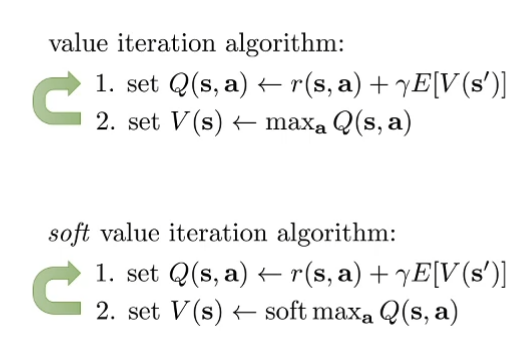 value iteration algorithm:
1. set Q(s, a) ← r(s, a) + γE[V(s′)]
2. set V(s) ← maxₐ Q(s, a)
soft value iteration algorithm:
1. set Q(s, a) ← r(s, a) + γE[V(s′)]
2. set V(s) ← soft maxₐ Q(s, a)